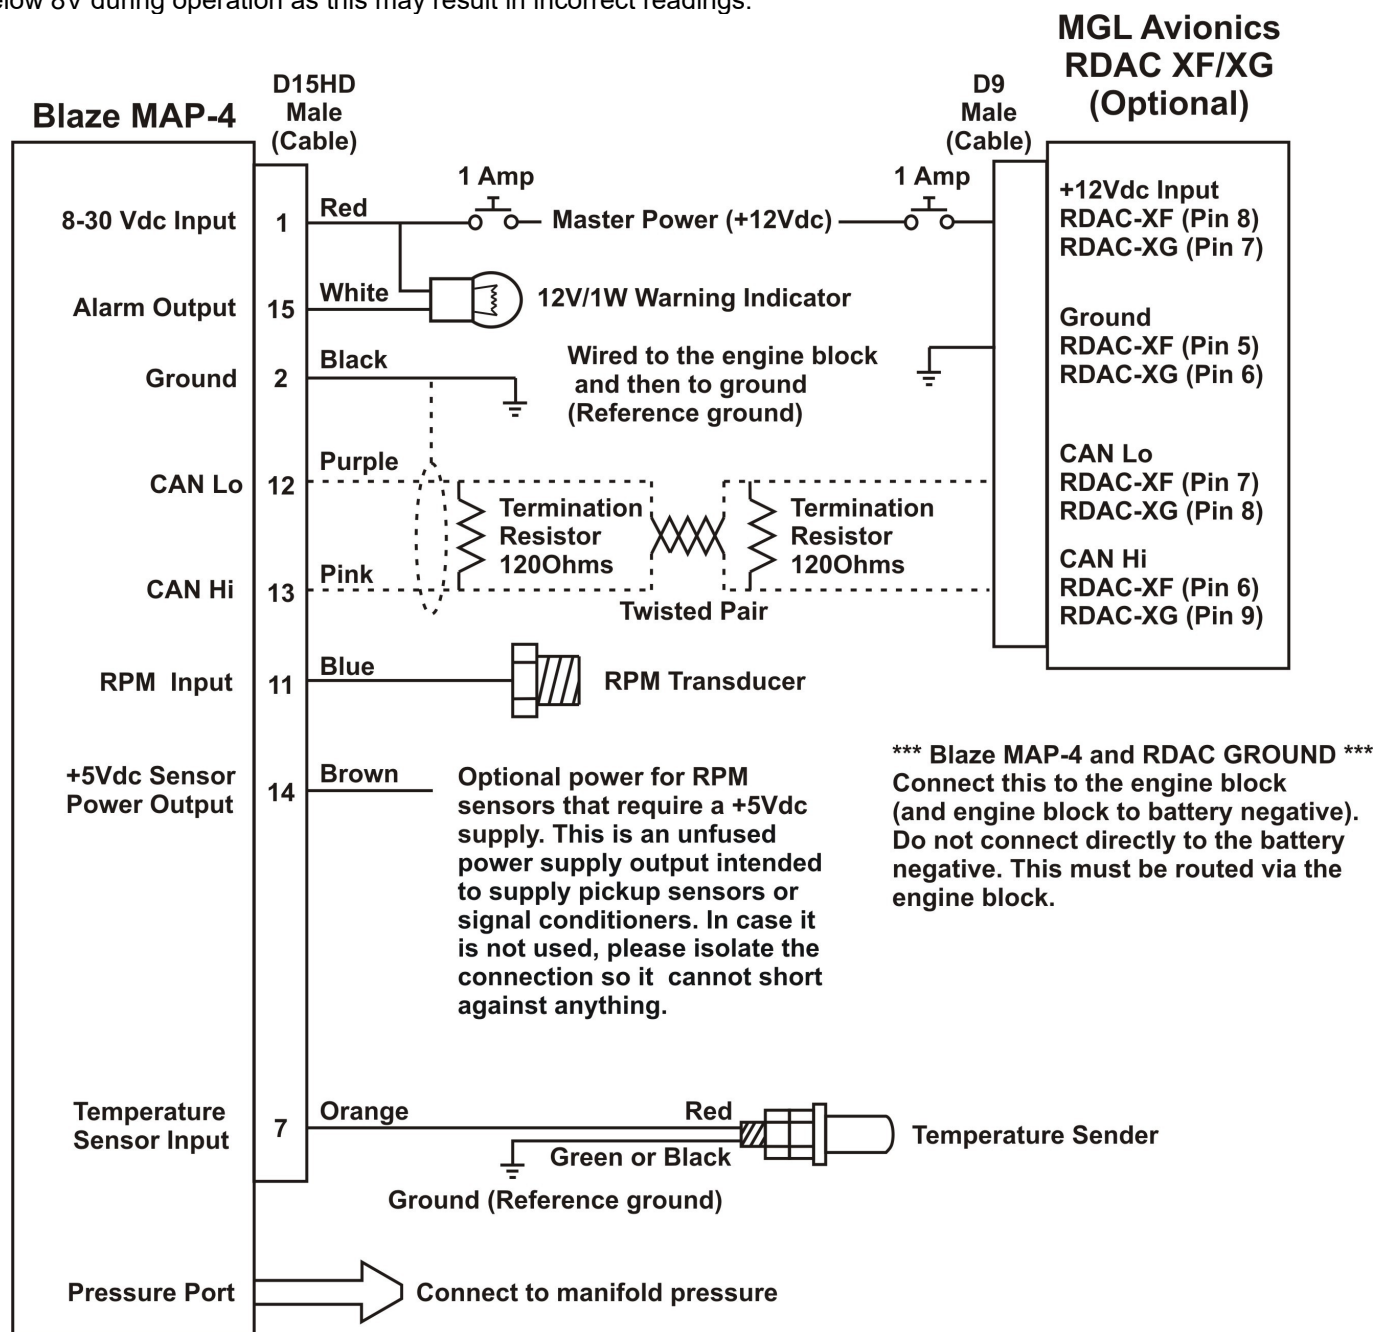 below 8V during operation as this may result in incorrect readings.
MGL Avionics
RDAC XF/XG
(Optional)
D15HD
Male
(Cable)
D9
Male
(Cable)
Blaze MAP-4
8-30 Vdc Input
1
Red
1 Amp
Master Power (+12Vdc)
1 Amp
+12Vdc Input
RDAC-XF (Pin 8)
RDAC-XG (Pin 7)
Alarm Output
15
White
12V/1W Warning Indicator
Ground
2
Black
Wired to the engine block
and then to ground
(Reference ground)
Ground
RDAC-XF (Pin 5)
RDAC-XG (Pin 6)
CAN Lo
12
Purple
Termination
Resistor
120Ohms
Termination
Resistor
120Ohms
CAN Lo
RDAC-XF (Pin 7)
RDAC-XG (Pin 8)
CAN Hi
13
Pink
Twisted Pair
CAN Hi
RDAC-XF (Pin 6)
RDAC-XG (Pin 9)
RPM Input
11
Blue
RPM Transducer
+5Vdc Sensor
Power Output
14
Brown
Optional power for RPM
sensors that require a +5Vdc
supply. This is an unfused
power supply output intended
to supply pickup sensors or
signal conditioners. In case it
is not used, please isolate the
connection so it cannot short
against anything.
*** Blaze MAP-4 and RDAC GROUND ***
Connect this to the engine block
(and engine block to battery negative).
Do not connect directly to the battery
negative. This must be routed via the
engine block.
Temperature
Sensor Input
7
Orange
Red
Green or Black
Temperature Sender
Ground (Reference ground)
Pressure Port
Connect to manifold pressure